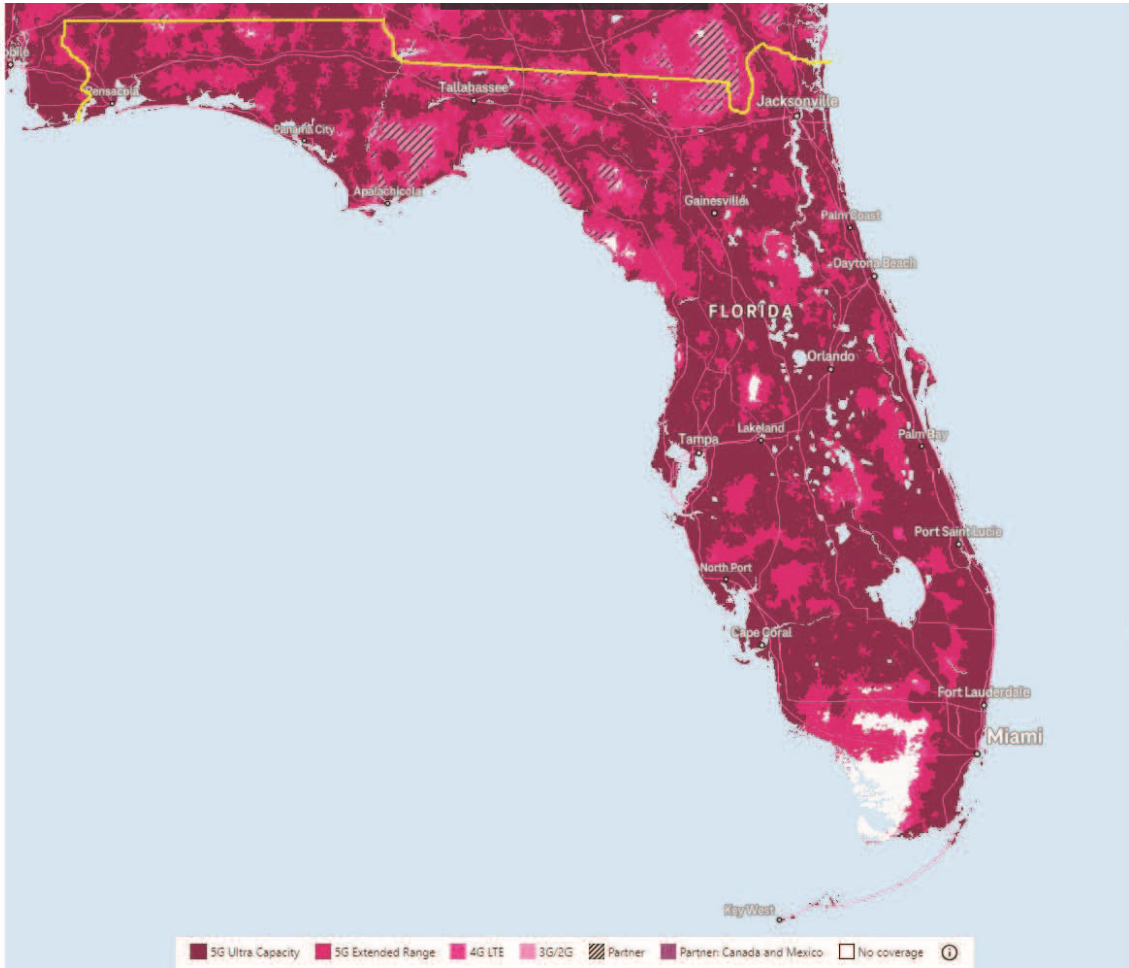 Pensacola
Tallahassee
Jacksonville
Panama City
Apalachicola
Gainesville
Palm Coast
Daytona Beach
FLORIDA
Orlando
Lakeland
Tampa
Palm Bay
Port Saint Lucie
North Port
Cape Coral
Fort Lauderdale
Miami
Key West
5G Ultra Capacity 5G Extended Range 4G LTE 3G/2G Partner Partner: Canada and Mexico No coverage